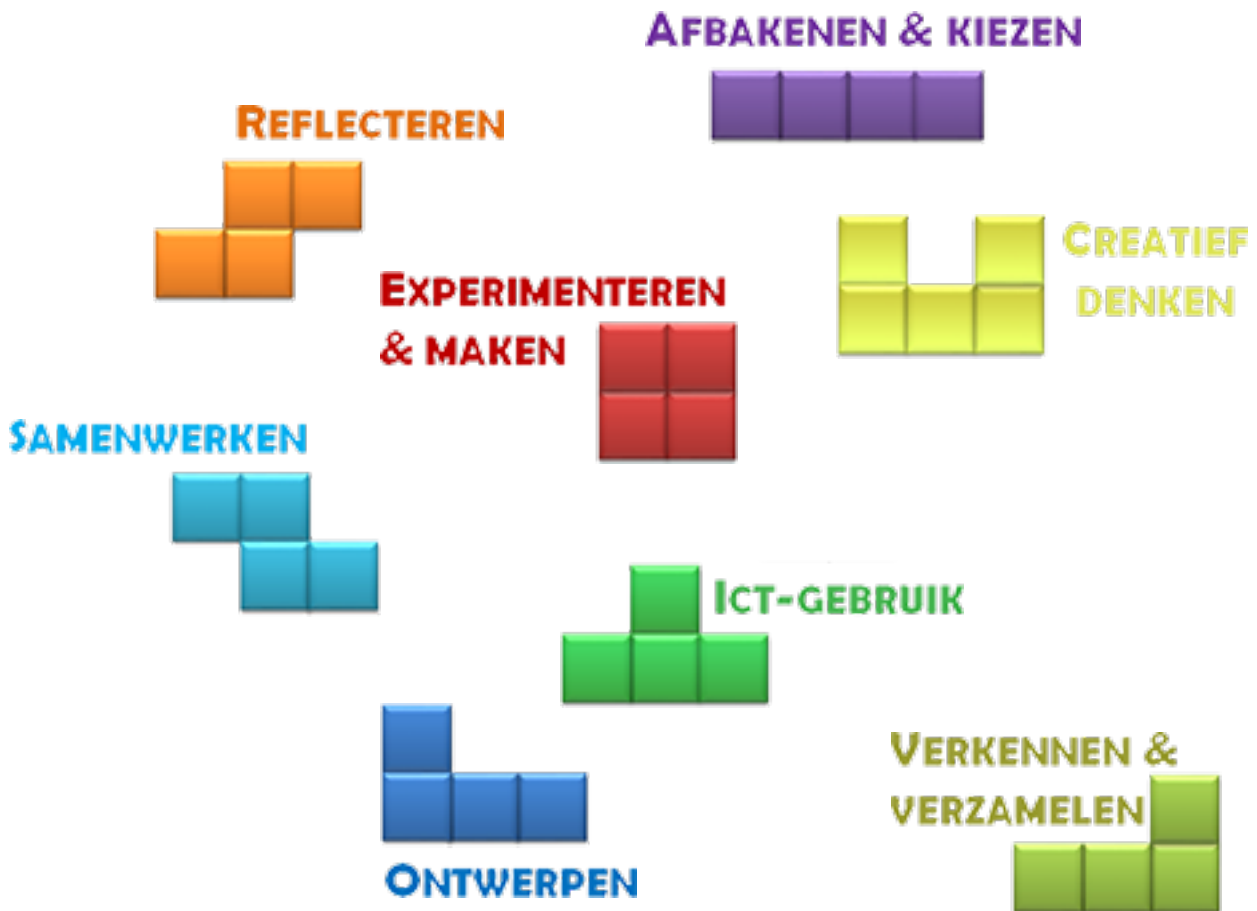 AFBAKENEN & KIEZEN
REFLECTEREN
CREATIEF
DENKEN
EXPERIMENTEREN
& MAKEN
SAMENWERKEN
ICT-GEBRUIK
VERKENNEN &
VERZAMELEN
ONTWERPEN